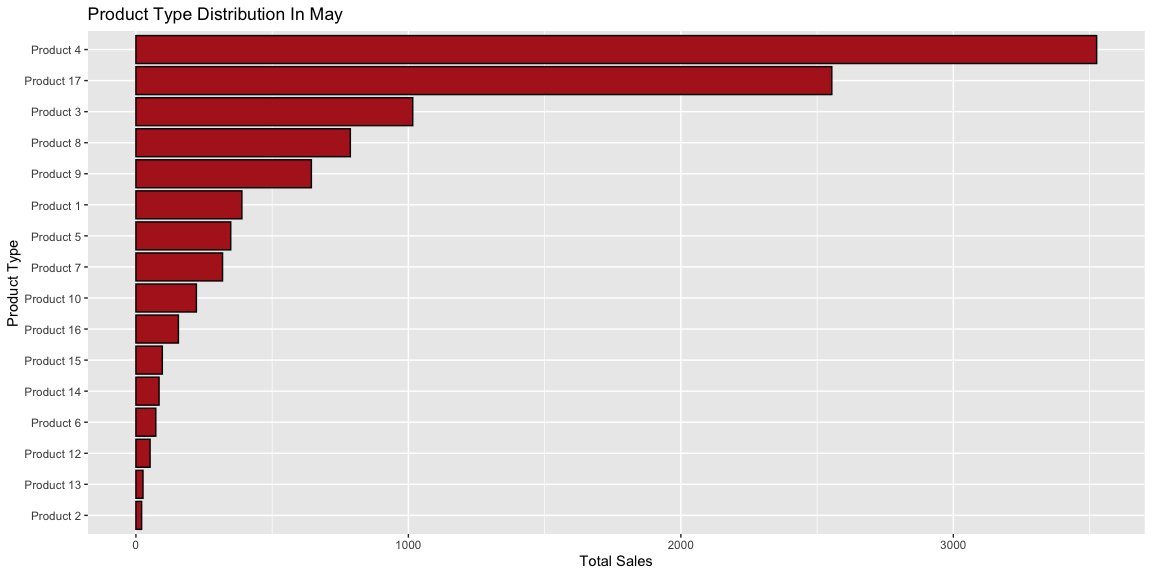 Product Type Distribution In May
Product Type
Product 4
Product 17
Product 3
Product 8
Product 9
Product 1
Product 5
Product 7
Product 10
Product 16
Product 15
Product 14
Product 6
Product 12
Product 13
Product 2
0 1000 2000 3000
Total Sales